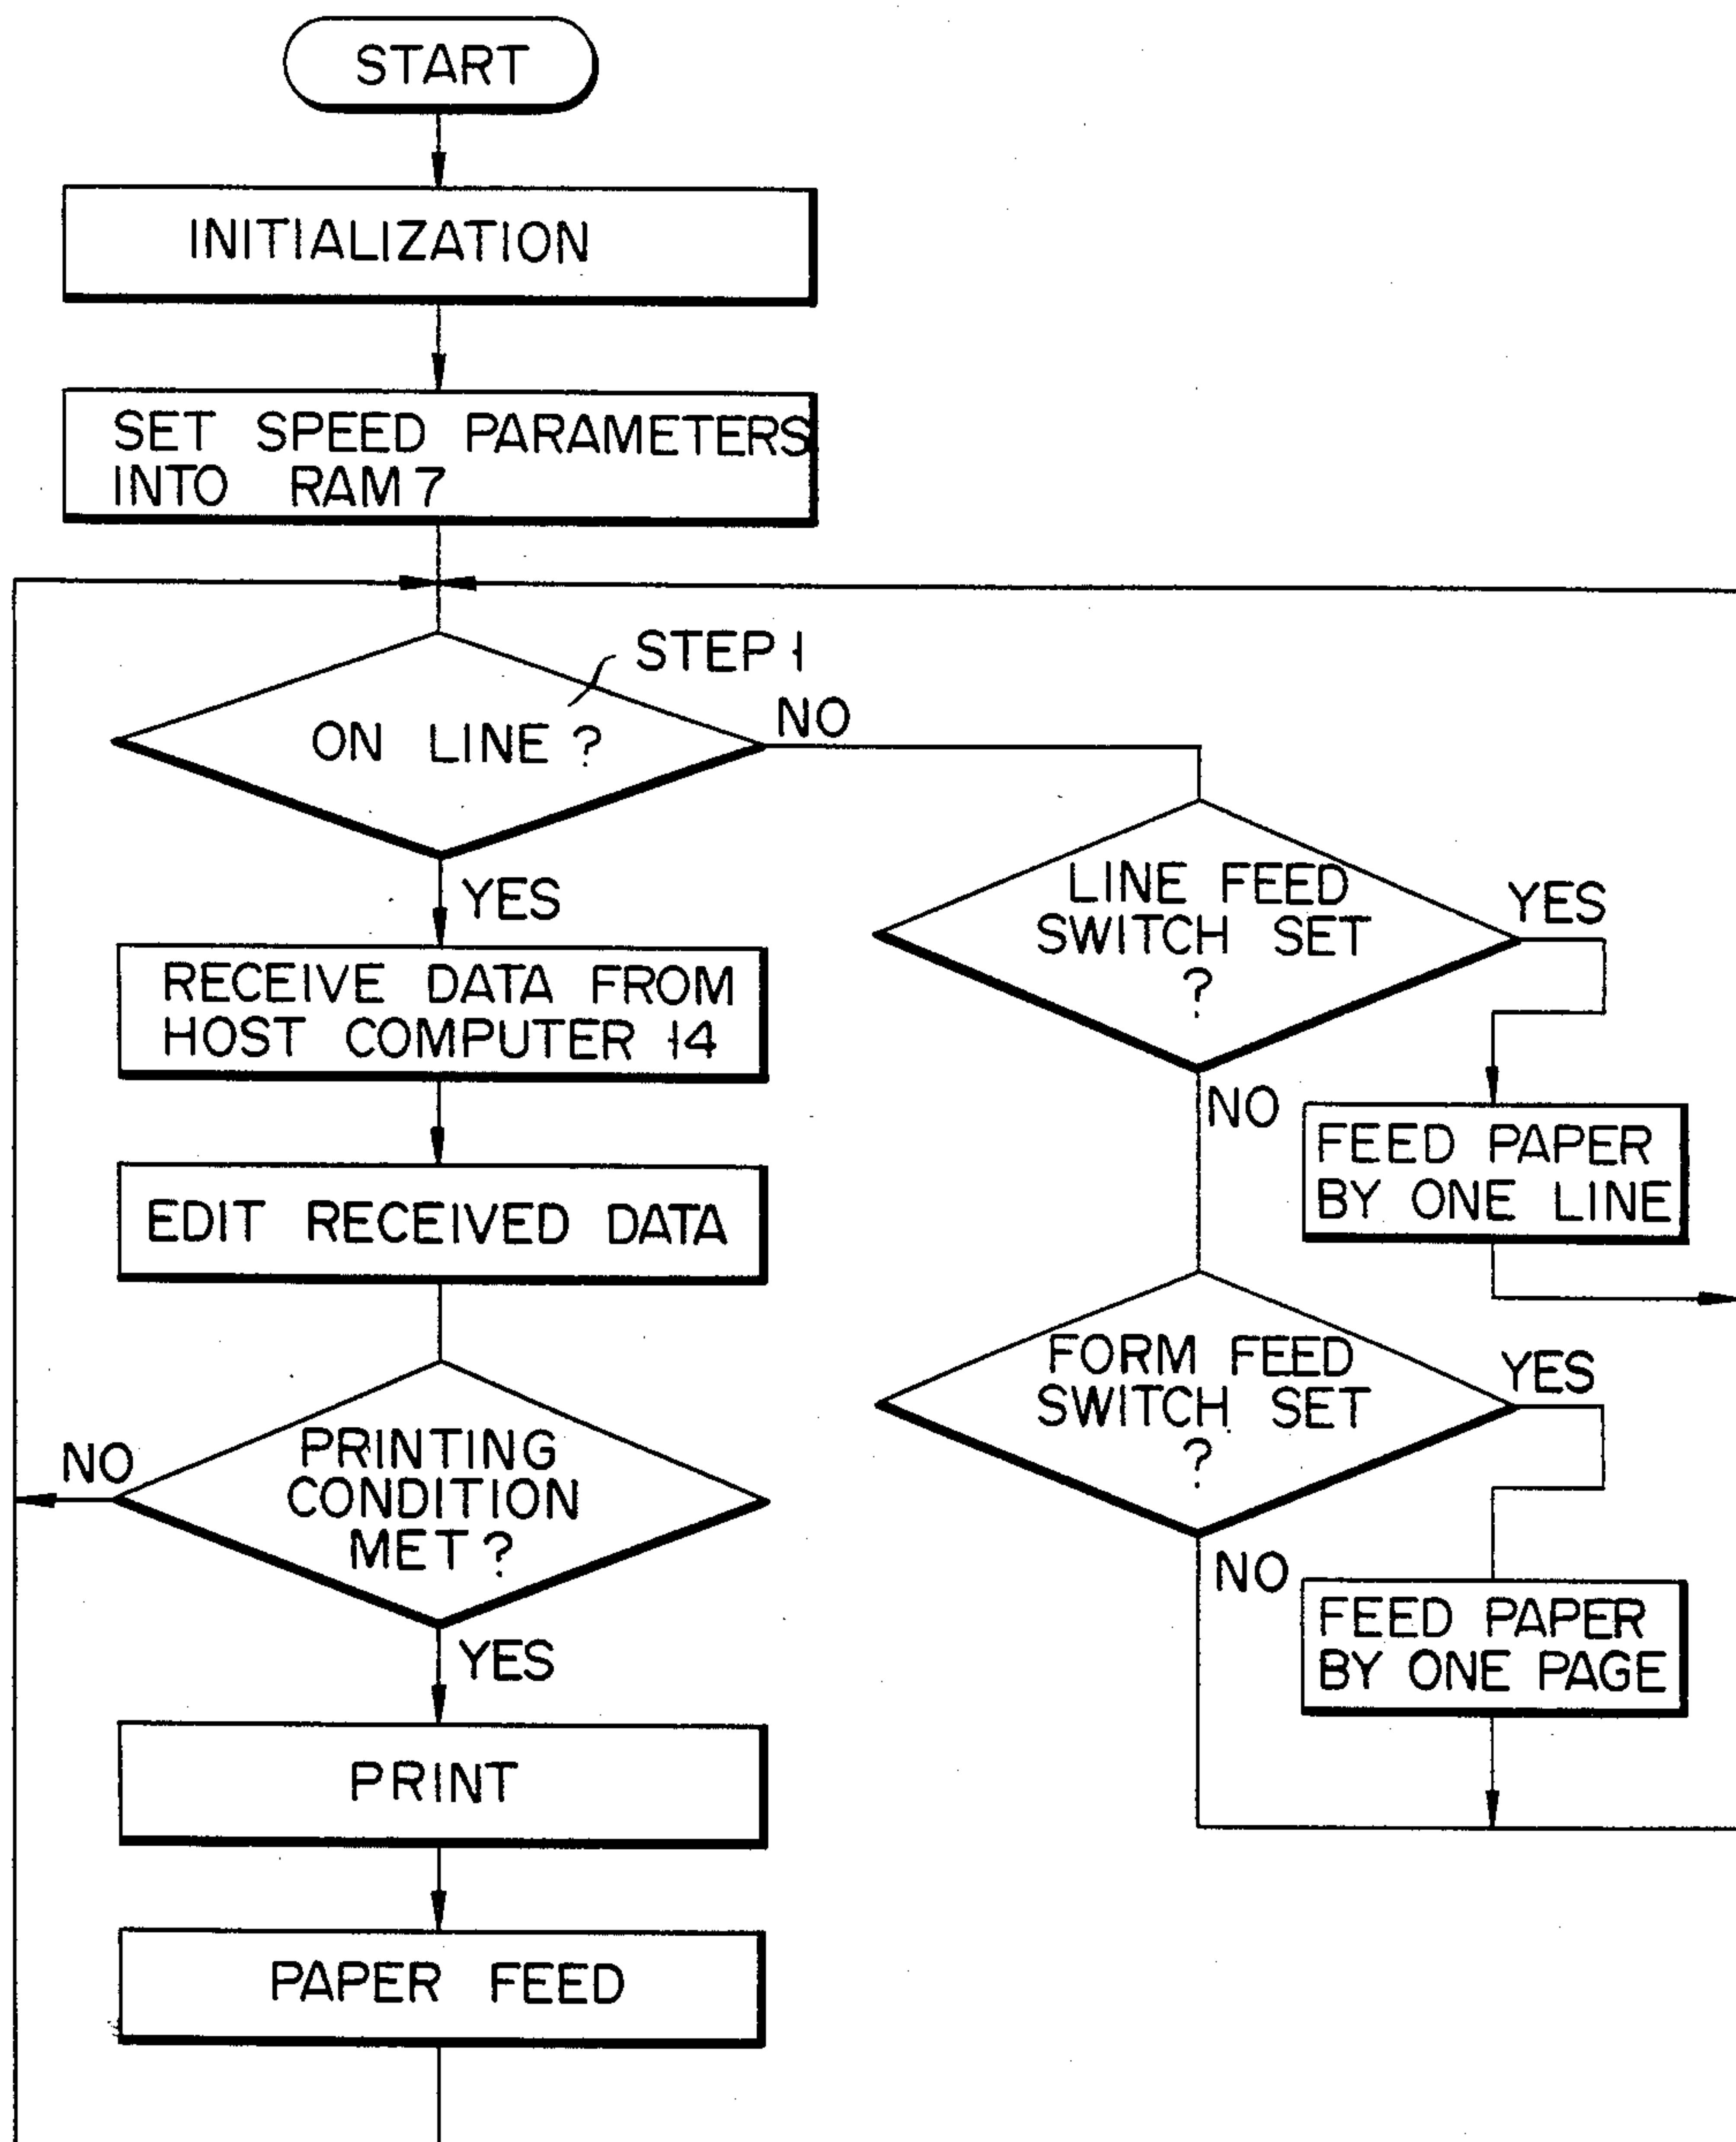 START
INITIALIZATION
SET SPEED PARAMETERS
INTO RAM 7
STEP 1
ON LINE ?
NO
YES
RECEIVE DATA FROM
HOST COMPUTER 14
EDIT RECEIVED DATA
PRINTING
CONDITION
MET ?
NO
YES
PRINT
PAPER FEED
LINE FEED
SWITCH SET
?
YES
NO
FEED PAPER
BY ONE LINE
FORM FEED
SWITCH SET
?
YES
NO
FEED PAPER
BY ONE PAGE